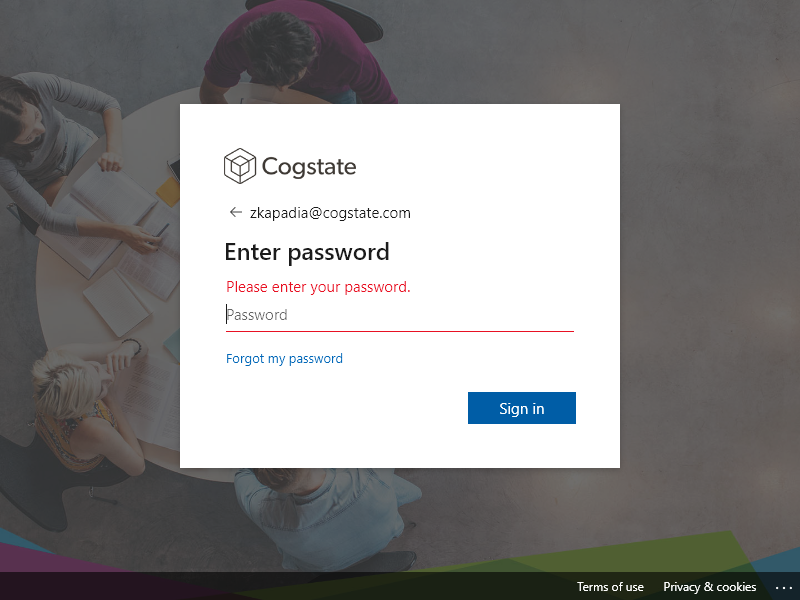 Cogstate
zkapadia@cogstate.com
Enter password
Please enter your password.
Password
Forgot my password
Sign in
Terms of use Privacy & cookies ...